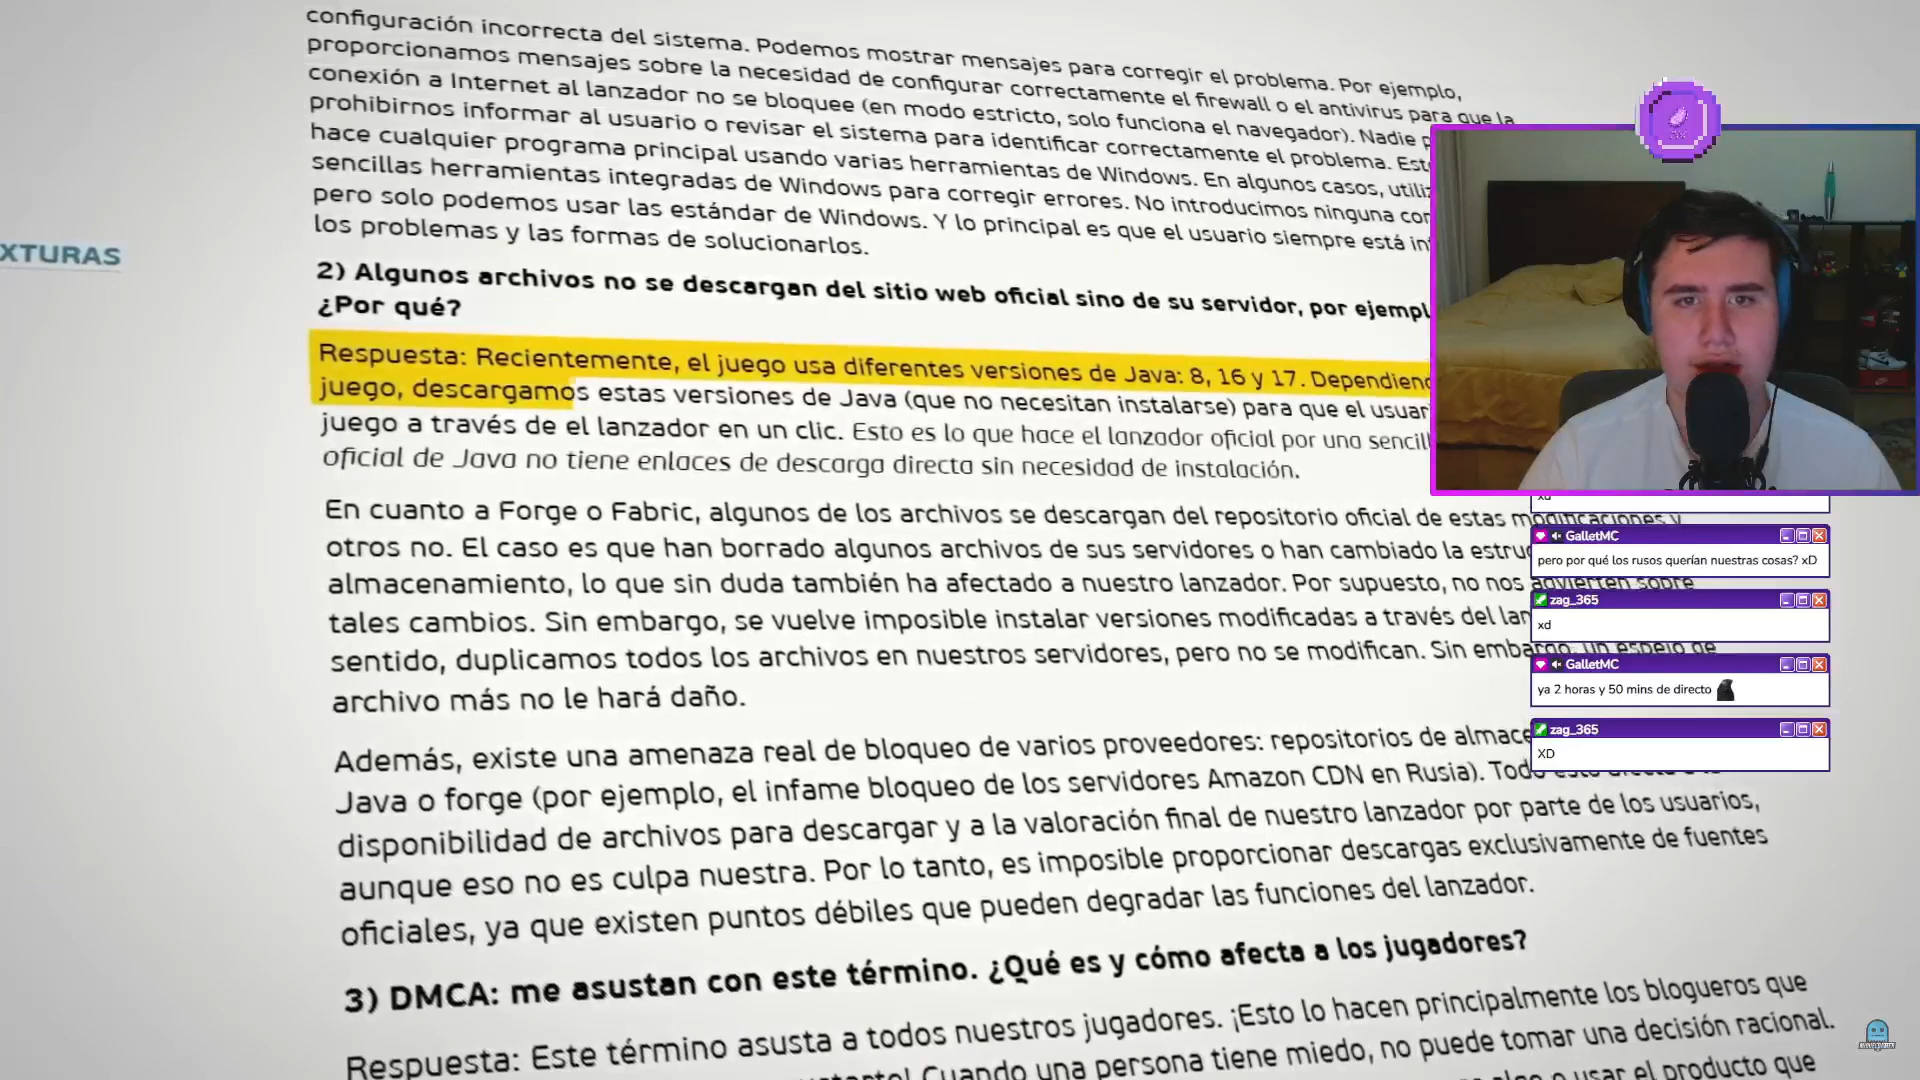 configuración incorrecta del sistema. Podemos mostrar mensajes para corregir el problema. Por ejemplo,
proporcionamos mensajes sobre la necesidad de configurar correctamente el firewall o el antivirus para que la
conexión a Internet al lanzador no se bloquee (en modo estricto, solo funciona el navegador). Nadie
prohibirnos informar al usuario o revisar el sistema para identificar correctamente el problema.
hace cualquier programa principal usando varias herramientas de Windows. En algunos casos,
sencillas herramientas integradas de Windows para corregir errores. No introducimos ninguna
pero solo podemos usar las estándar de Windows. Y lo principal es que el usuario siempre está
los problemas y las formas de solucionarlos.
XTURAS
2) Algunos archivos no se descargan del sitio web oficial sino de su servidor, por
¿Por qué?
Respuesta: Recientemente, el juego usa diferentes versiones de Java: 8, 16 y 17.
juego, descargamos estas versiones de Java (que no necesitan instalarse) para que el
juego a través de el lanzador en un clic. Esto es lo que hace el lanzador oficial por una
oficial de Java no tiene enlaces de descarga directa sin necesidad de instalación.
En cuanto a Forge o Fabric, algunos de los archivos se descargan del repositorio oficial de estas modificaciones y
otros no. El caso es que han borrado algunos archivos de sus servidores o han cambiado la
almacenamiento, lo que sin duda también ha afectado a nuestro lanzador. Por supuesto, no nos advierten sobre
tales cambios. Sin embargo, se vuelve imposible instalar versiones modificadas a través del
sentido, duplicamos todos los archivos en nuestros servidores, pero no se modifican. Sin embargo, un espejo de
archivo más no le hará daño.
Además, existe una amenaza real de bloqueo de varios proveedores: repositorios de
Java o forge (por ejemplo, el infame bloqueo de los servidores Amazon CDN en Rusia).
disponibilidad de archivos para descargar y a la valoración final de nuestro lanzador por parte de los usuarios,
aunque eso no es culpa nuestra. Por lo tanto, es imposible proporcionar descargas exclusivamente de fuentes
oficiales, ya que existen puntos débiles que pueden degradar las funciones del lanzador.
3) DMCA: me asustan con este término. ¿Qué es y cómo afecta a los jugadores?
Respuesta: Este término asusta a todos nuestros jugadores. ¡Esto lo hacen principalmente los blogueros que
Cuando una persona tiene miedo, no puede tomar una decisión racional.
o usar el producto que
xd
GalletMC
pero por qué los rusos querían nuestras cosas? xD
zag_365
xd
GalletMC
ya 2 horas y 50 mins de directo
zag_365
XD